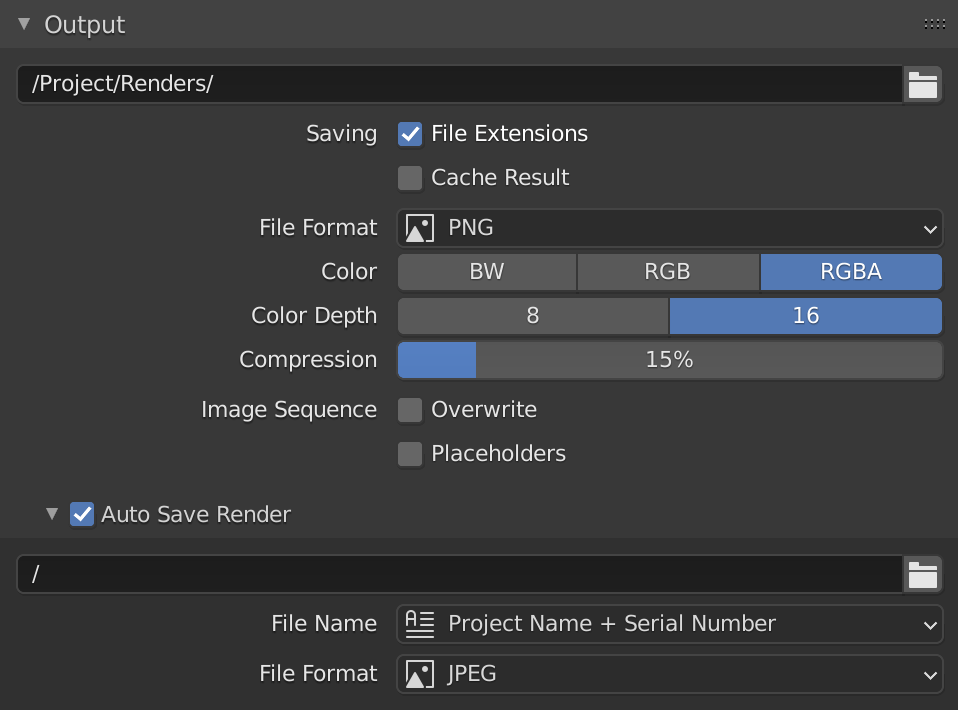 Output
/Project/Renders/
Saving File Extensions
Cache Result
File Format PNG
Color BW RGB RGBA
Color Depth 8 16
Compression 15%
Image Sequence Overwrite
Placeholders
Auto Save Render
/
File Name Project Name + Serial Number
File Format JPEG